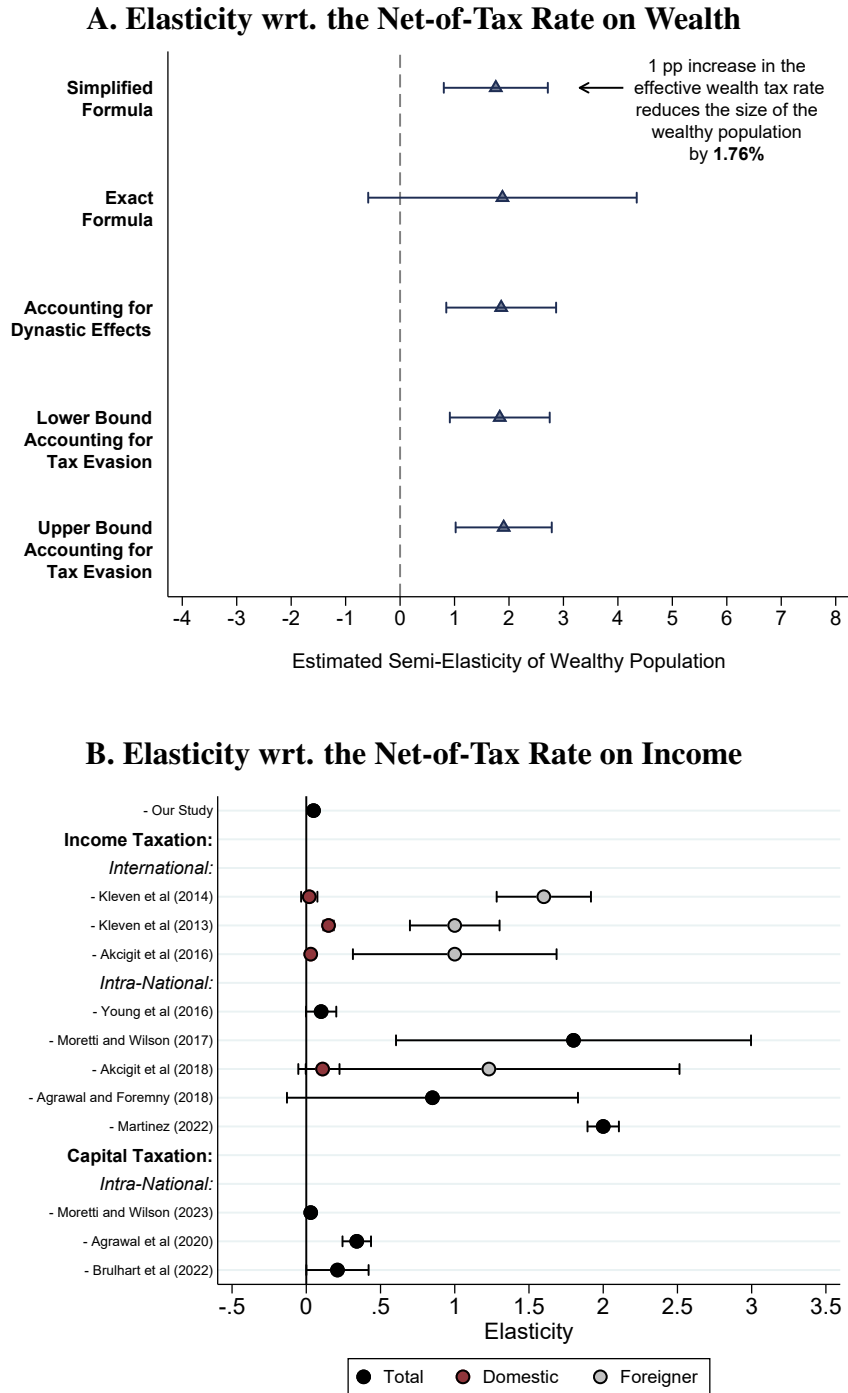 A. Elasticity wrt. the Net-of-Tax Rate on Wealth
Simplified
Formula
1 pp increase in the
effective wealth tax rate
reduces the size of the
wealthy population
by 1.76%
Exact
Formula
Accounting for
Dynastic Effects
Lower Bound
Accounting for
Tax Evasion
Upper Bound
Accounting for
Tax Evasion
-4 -3 -2 -1 0 1 2 3 4 5 6 7 8
Estimated Semi-Elasticity of Wealthy Population
B. Elasticity wrt. the Net-of-Tax Rate on Income
- Our Study
Income Taxation:
International:
- Kleven et al (2014)
- Kleven et al (2013)
- Akcigit et al (2016)
Intra-National:
- Young et al (2016)
- Moretti and Wilson (2017)
- Akcigit et al (2018)
- Agrawal and Foremny (2018)
- Martinez (2022)
Capital Taxation:
Intra-National:
- Moretti and Wilson (2023)
- Agrawal et al (2020)
- Brulhart et al (2022)
-.5 0 .5 1 1.5 2 2.5 3 3.5
Elasticity
Total Domestic Foreigner